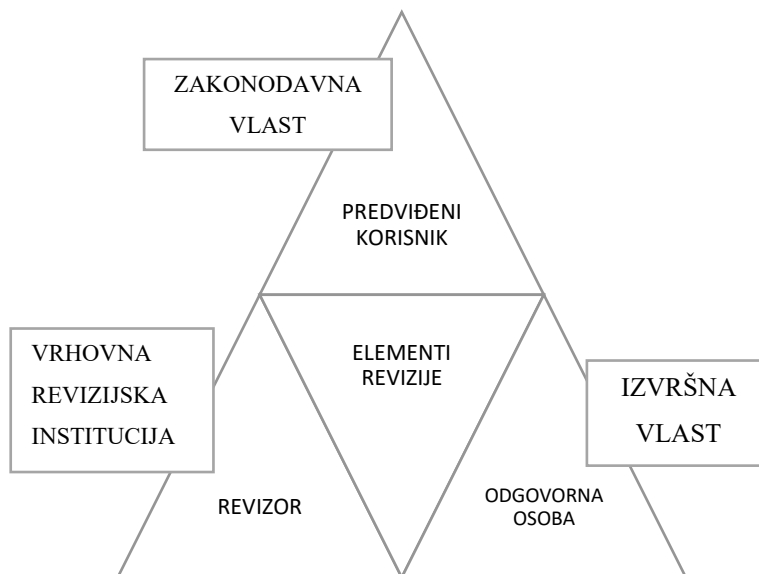 ZAKONODAVNA
VLAST
PREDVIĐENI
KORISNIK
VRHOVNA
REVIZIJSKA
INSTITUCIJA
ELEMENTI
REVIZIJE
IZVRŠNA
VLAST
REVIZOR
ODGOVORNA
OSOBA